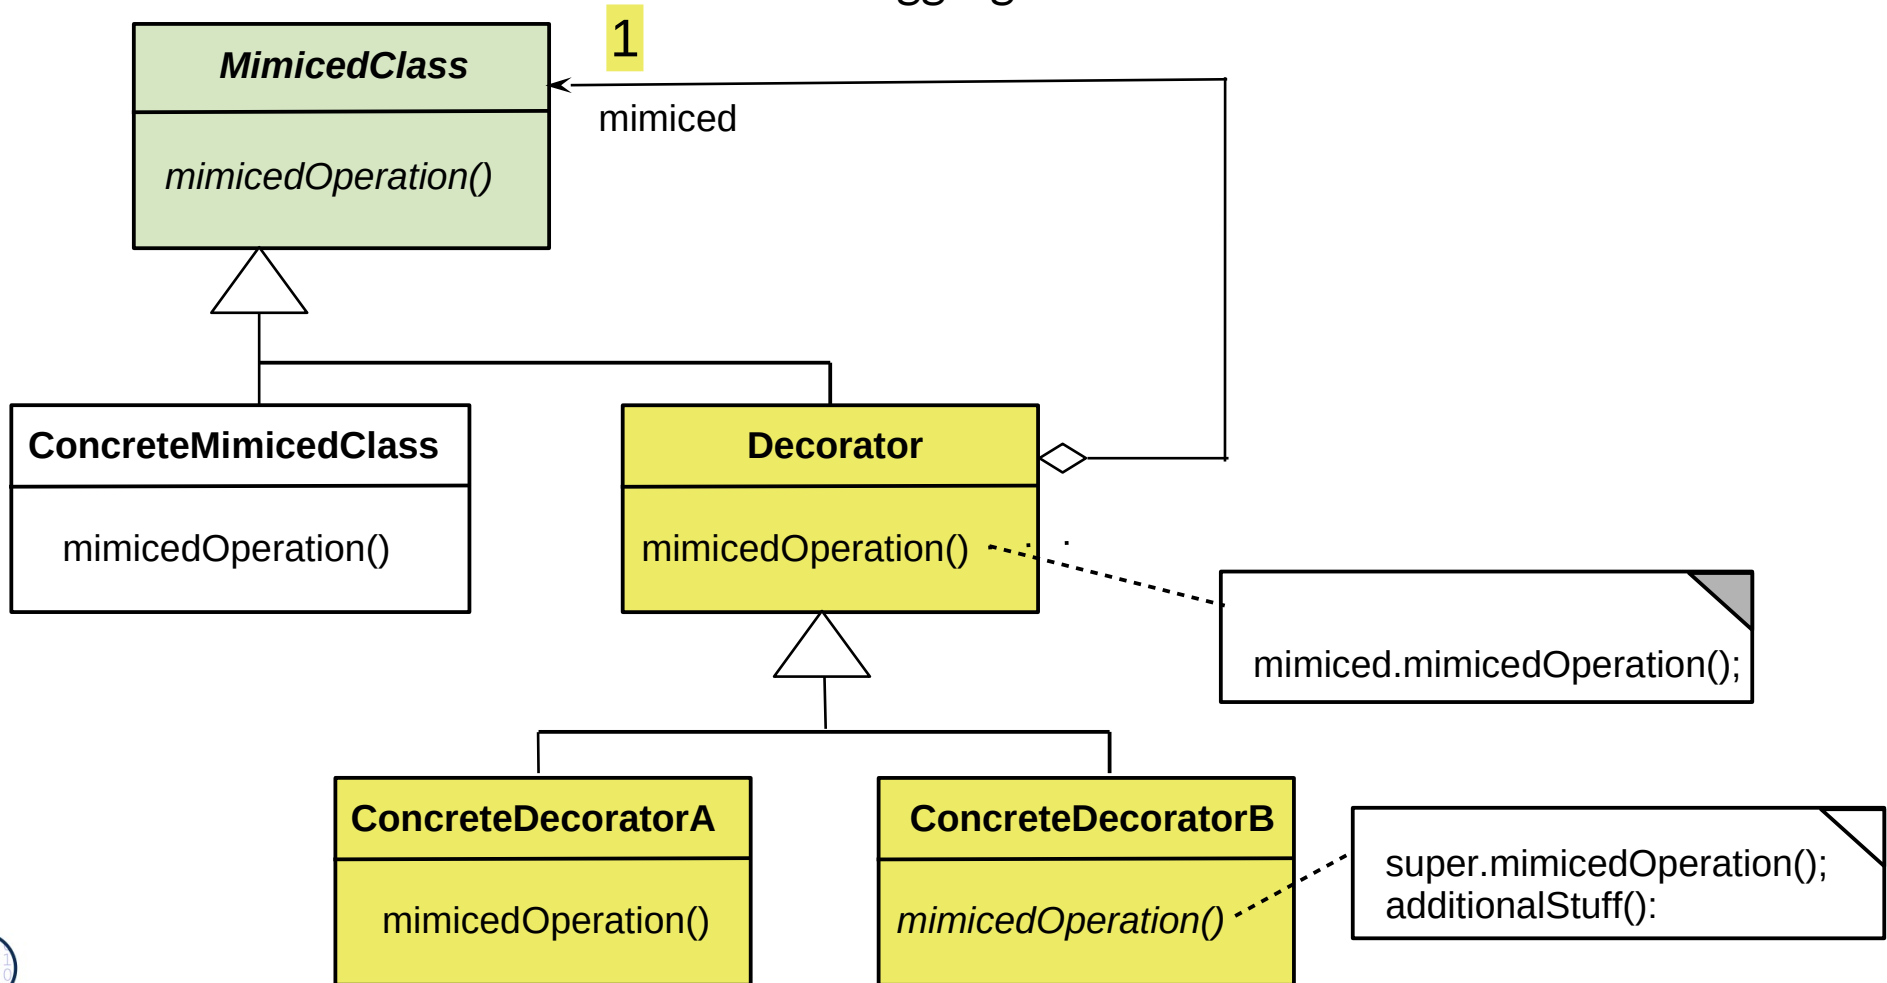 1
MimicedClass
mimiced
mimicedOperation()
ConcreteMimicedClass
Decorator
mimicedOperation()
mimicedOperation()
mimiced.mimicedOperation();
ConcreteDecoratorA
ConcreteDecoratorB
super.mimicedOperation();
additionalStuff():
mimicedOperation()
mimicedOperation()